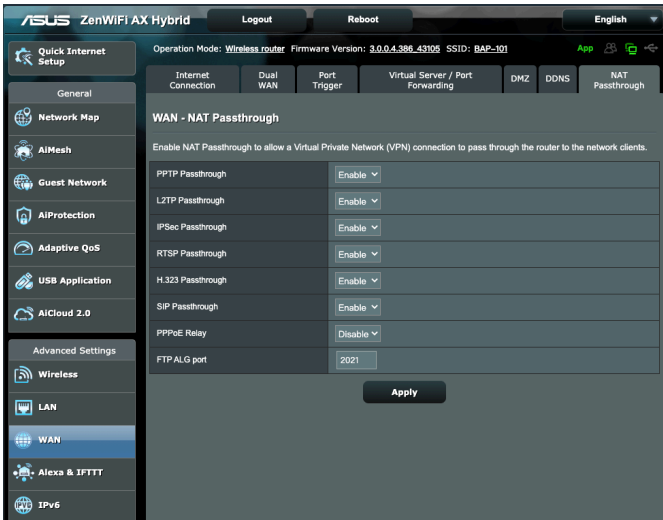 ASUS ZenWiFi AX Hybrid Logout Reboot English
Quick Internet Setup
Operation Mode: Wireless router Firmware Version: 3.0.0.4.386_43105 SSID: BAP-101 App
Internet Connection Dual WAN Port Trigger Virtual Server / Port Forwarding DMZ DDNS NAT Passthrough
General
Network Map
AiMesh
Guest Network
AiProtection
Adaptive QoS
USB Application
AiCloud 2.0
Advanced Settings
Wireless
LAN
WAN
Alexa & IFTTT
IPv6
IPV6
WAN - NAT Passthrough
Enable NAT Passthrough to allow a Virtual Private Network (VPN) connection to pass through the router to the network clients.
PPTP Passthrough Enable
L2TP Passthrough Enable
IPSec Passthrough Enable
RTSP Passthrough Enable
H.323 Passthrough Enable
SIP Passthrough Enable
PPPoE Relay Disable
FTP ALG port 2021
Apply